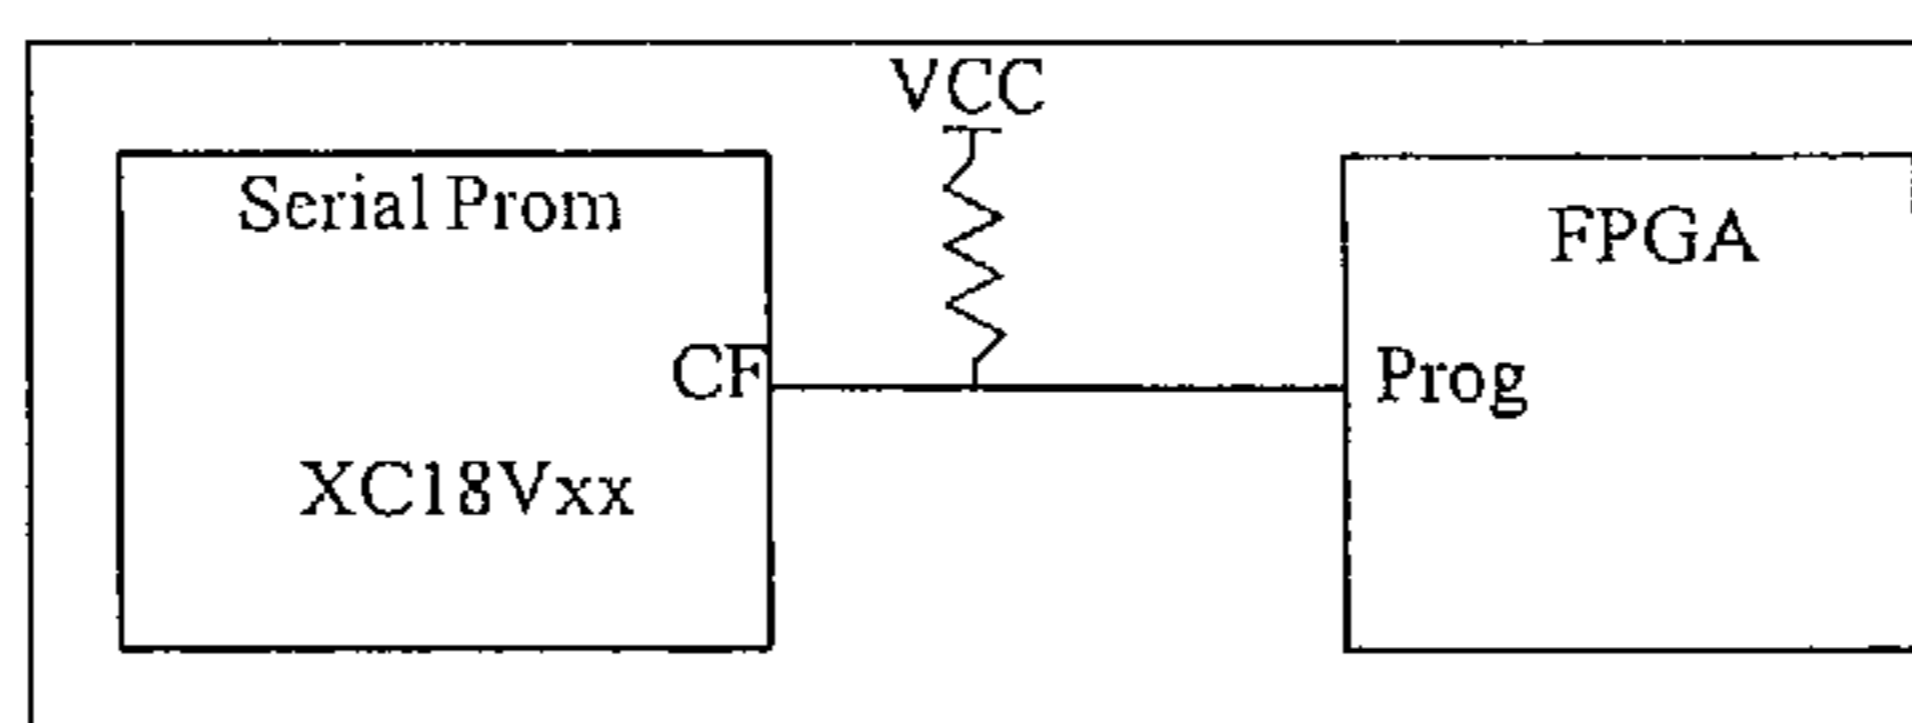 VCC
Serial Prom
FPGA
CF
Prog
XC18Vxx